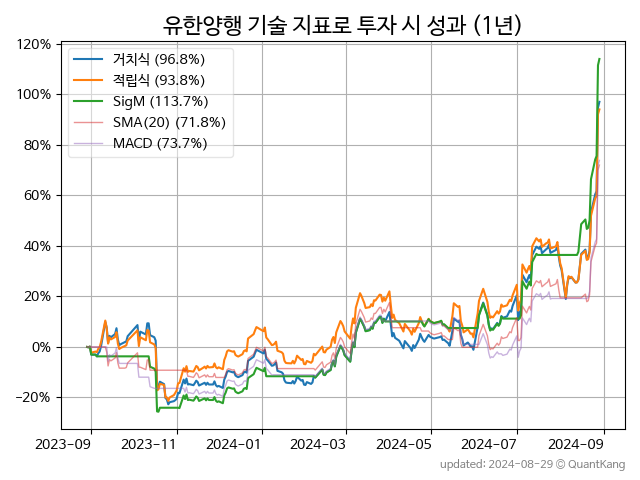 유한양행 기술 지표로 투자 시 성과 (1년)
120%
100%
80%
60%
40%
20%
0%
−20%
거치식 (96.8%)
적립식 (93.8%)
SigM (113.7%)
SMA(20) (71.8%)
MACD (73.7%)
2023-09 2023-11 2024-01 2024-03 2024-05 2024-07 2024-09
updated: 2024-08-29 © QuantKang